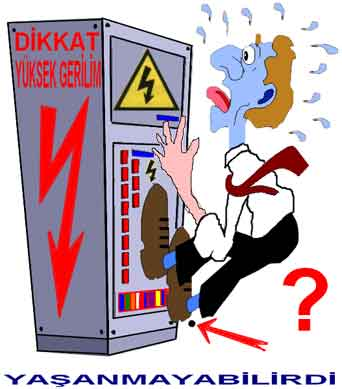 DİKKAT
YÜKSEK GERİLİM
?
YAŞANMAYABİLİRDİ